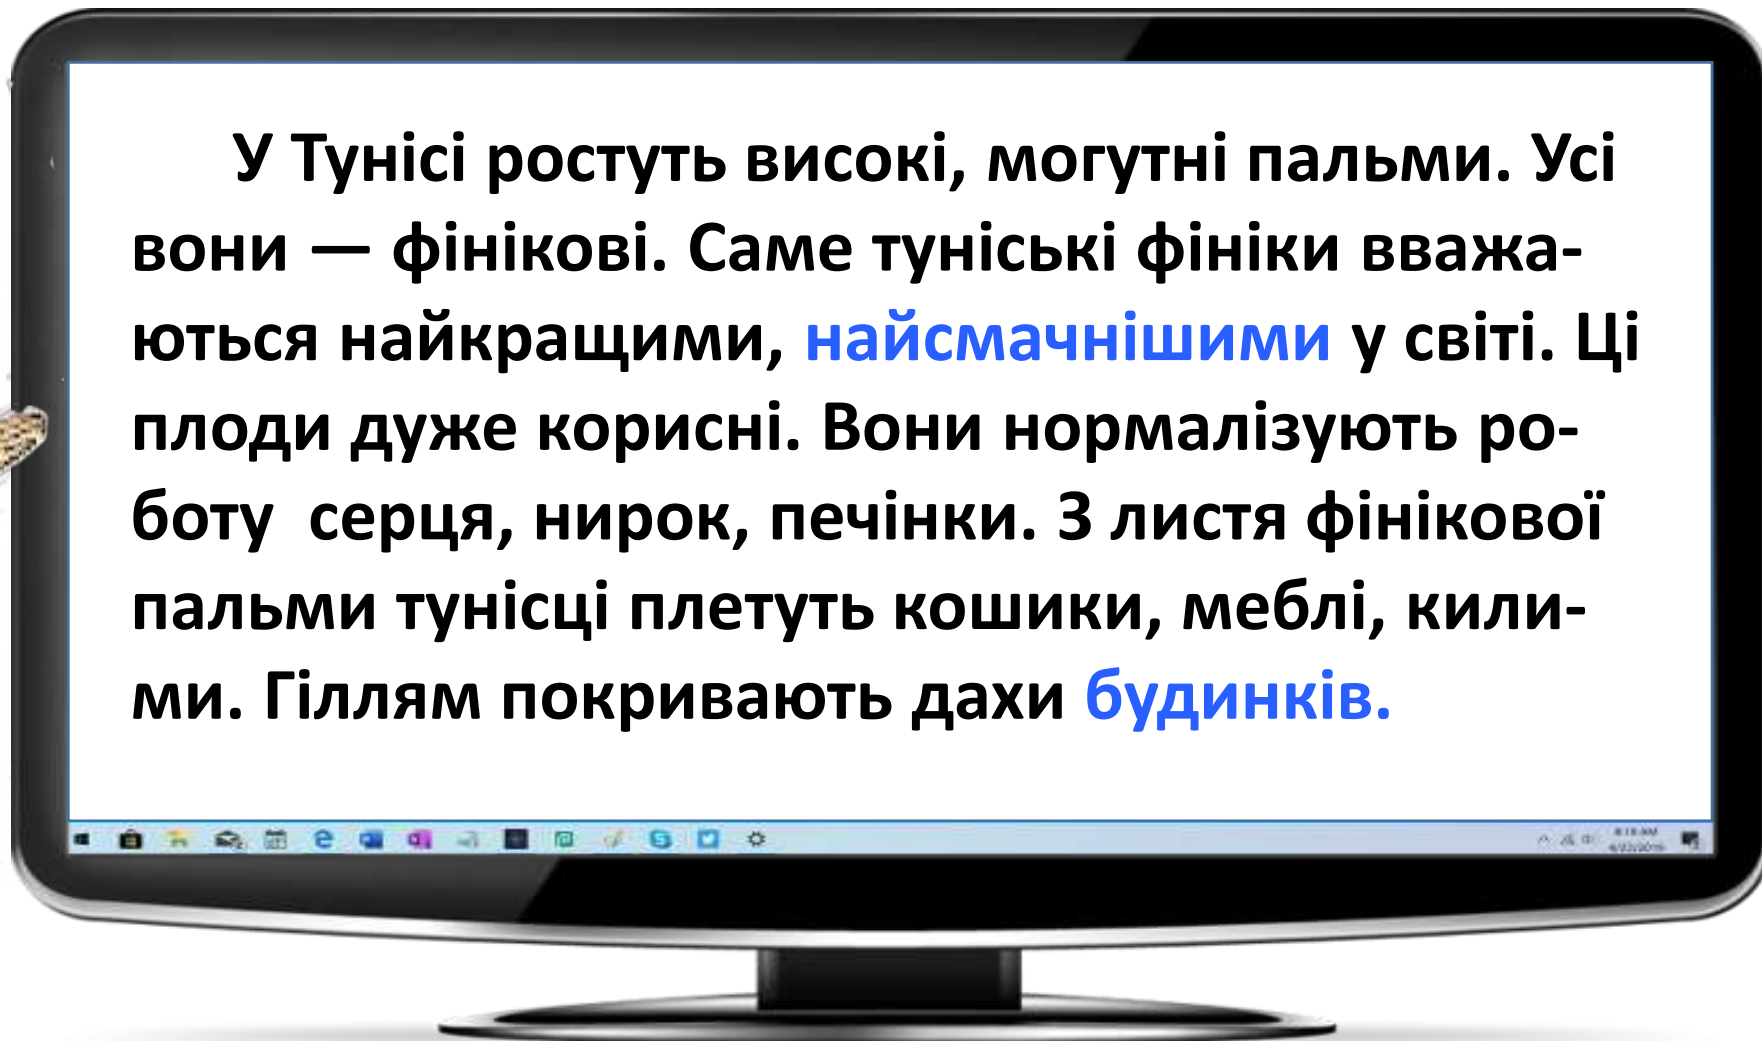 У Тунісі ростуть високі, могутні пальми. Усі
вони — фінікові. Саме туніські фініки вважа-
ються найкращими, найсмачнішими у світі. Ці
плоди дуже корисні. Вони нормалізують ро-
боту серця, нирок, печінки. З листя фінікової
пальми тунісці плетуть кошики, меблі, кили-
ми. Гіллям покривають дахи будинків.